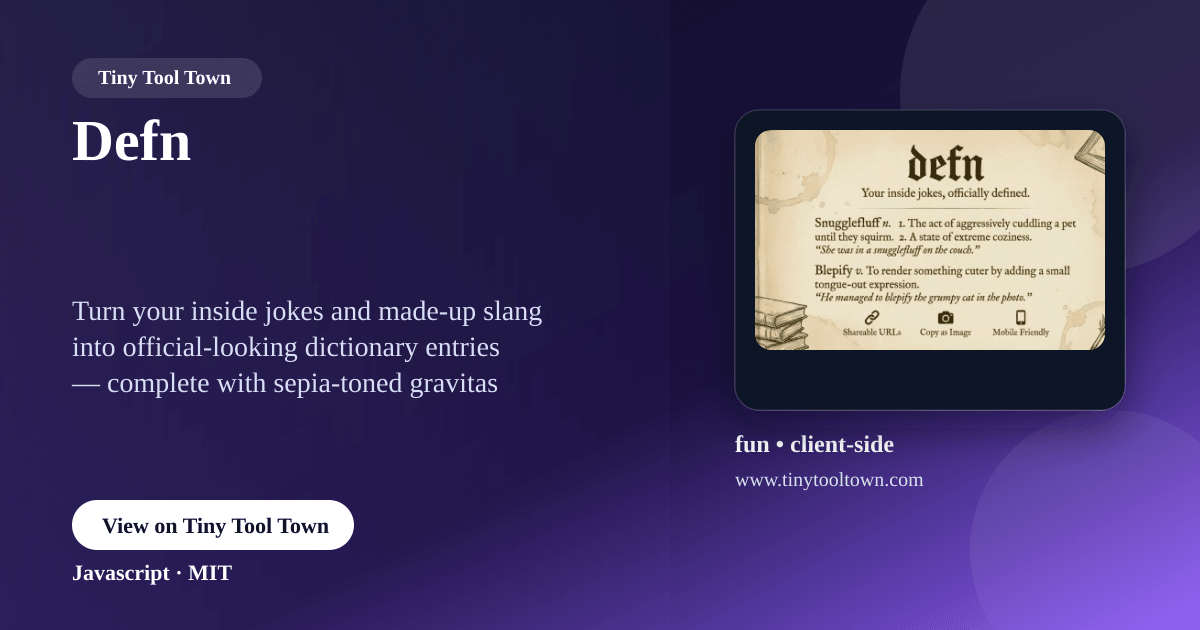 Tiny Tool Town
Defn
Turn your inside jokes and made-up slang
into official-looking dictionary entries
— complete with sepia-toned gravitas
View on Tiny Tool Town
Javascript · MIT
defn
Your inside jokes, officially defined.
Snugglefluff n. 1. The act of aggressively cuddling a pet
until they squirm. 2. A state of extreme coziness.
“She was in a snugglefluff on the couch.”
Blepify v. To render something cuter by adding a small
tongue-out expression.
“He managed to blepify the grumpy cat in the photo.”
Shareable URLs Copy as Image Mobile Friendly
fun • client-side
www.tinytooltown.com